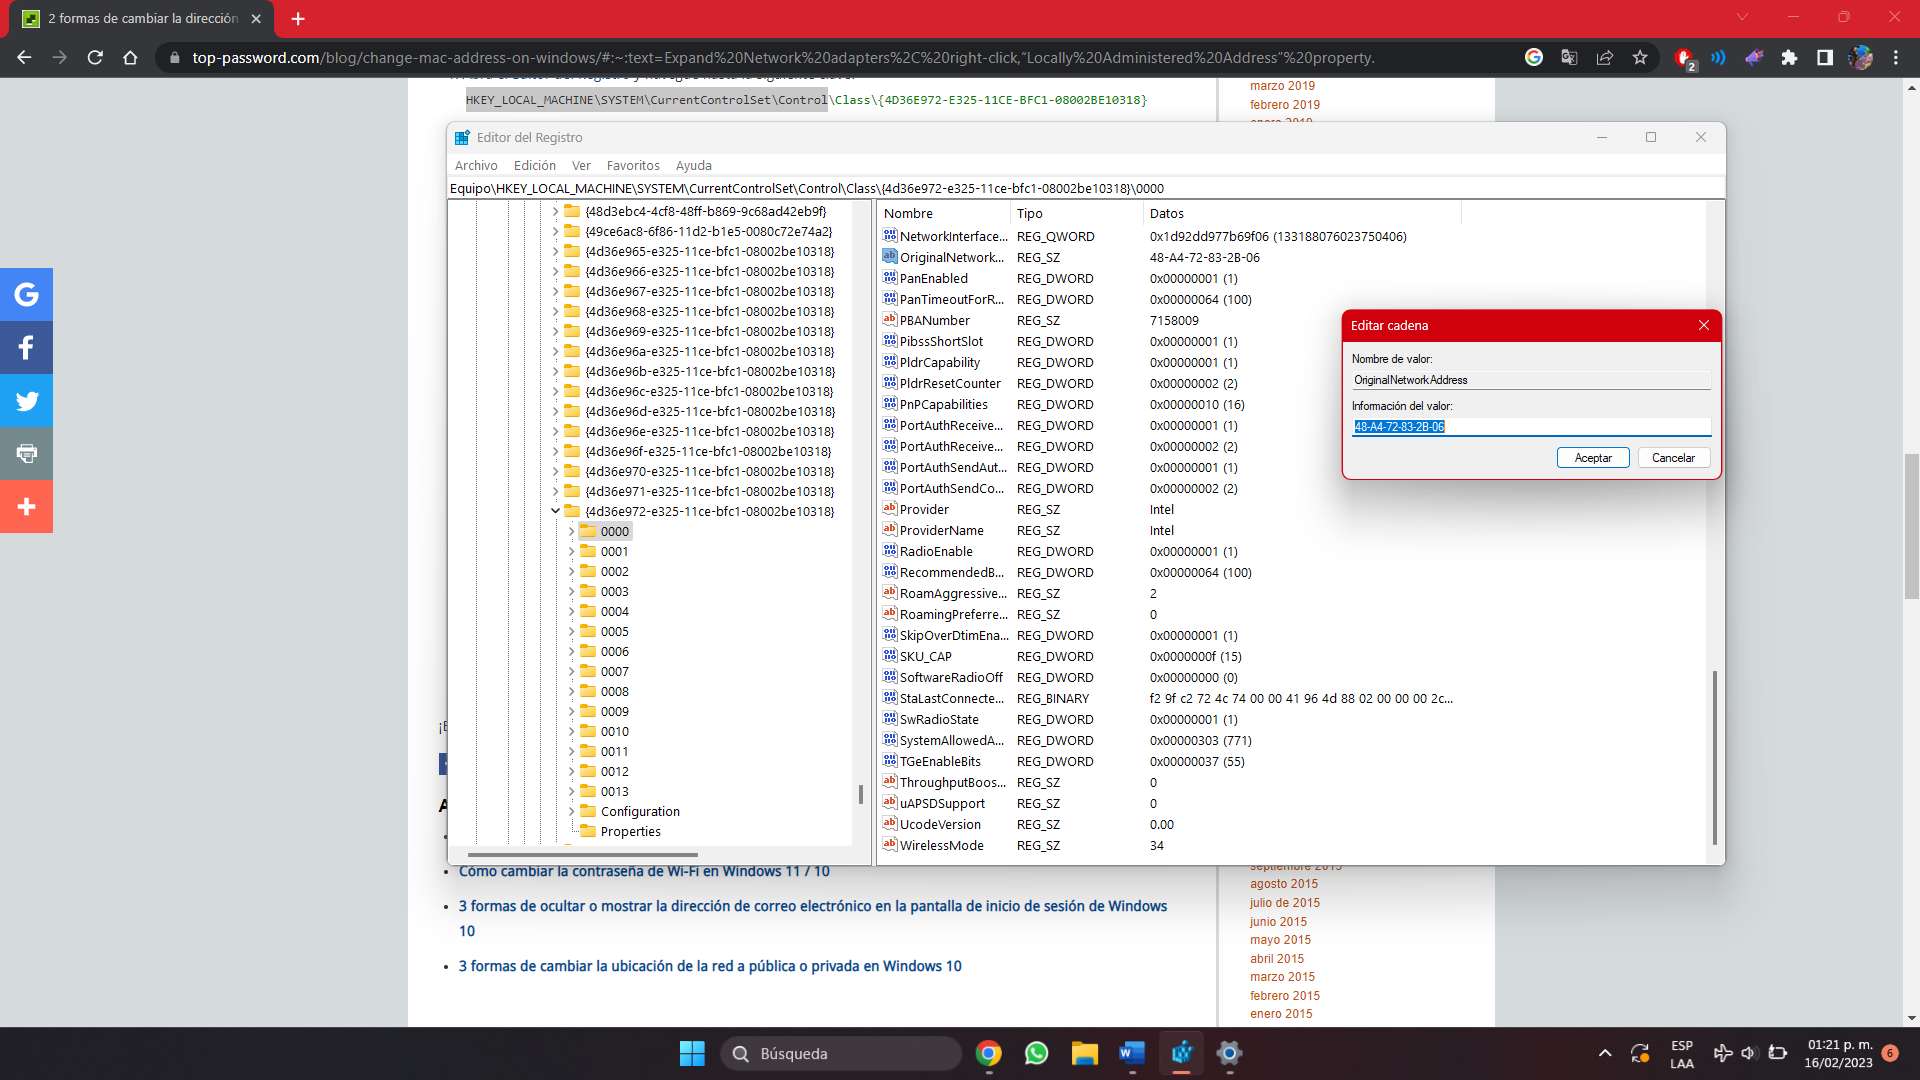 2 formas de cambiar la dirección
top-password.com/blog/change-mac-address-on-windows/#:~:text=Expand%20Network%20adapters%2C%20right-click,“Locally%20Administered%20Address”%20property.
2
HKEY_LOCAL_MACHINE\SYSTEM\CurrentControlSet\Control\Class\{4D36E972-E325-11CE-BFC1-08002BE10318}
marzo 2019
febrero 2019
enero 2019
Editor del Registro
Archivo Edición Ver Favoritos Ayuda
Equipo\HKEY_LOCAL_MACHINE\SYSTEM\CurrentControlSet\Control\Class\{4d36e972-e325-11ce-bfc1-08002be10318}\0000
{48d3ebc4-4cf8-48ff-b869-9c68ad42eb9f}
{49ce6ac8-6f86-11d2-b1e5-0080c72e74a2}
{4d36e965-e325-11ce-bfc1-08002be10318}
{4d36e966-e325-11ce-bfc1-08002be10318}
{4d36e967-e325-11ce-bfc1-08002be10318}
{4d36e968-e325-11ce-bfc1-08002be10318}
{4d36e969-e325-11ce-bfc1-08002be10318}
{4d36e96a-e325-11ce-bfc1-08002be10318}
{4d36e96b-e325-11ce-bfc1-08002be10318}
{4d36e96c-e325-11ce-bfc1-08002be10318}
{4d36e96d-e325-11ce-bfc1-08002be10318}
{4d36e96e-e325-11ce-bfc1-08002be10318}
{4d36e96f-e325-11ce-bfc1-08002be10318}
{4d36e970-e325-11ce-bfc1-08002be10318}
{4d36e971-e325-11ce-bfc1-08002be10318}
{4d36e972-e325-11ce-bfc1-08002be10318}
0000
0001
0002
0003
0004
0005
0006
0007
0008
0009
0010
0011
0012
0013
Configuration
Properties
Nombre Tipo Datos
NetworkInterface... REG_QWORD 0x1d92dd977b69f06 (133188076023750406)
OriginalNetwork... REG_SZ 48-A4-72-83-2B-06
PanEnabled REG_DWORD 0x00000001 (1)
PanTimeoutForR... REG_DWORD 0x00000064 (100)
PBANumber REG_SZ 7158009
PibssShortSlot REG_DWORD 0x00000001 (1)
PldrCapability REG_DWORD 0x00000001 (1)
PldrResetCounter REG_DWORD 0x00000002 (2)
PnPCapabilities REG_DWORD 0x00000010 (16)
PortAuthReceive... REG_DWORD 0x00000001 (1)
PortAuthReceive... REG_DWORD 0x00000002 (2)
PortAuthSendAut... REG_DWORD 0x00000001 (1)
PortAuthSendCo... REG_DWORD 0x00000002 (2)
Provider REG_SZ Intel
ProviderName REG_SZ Intel
RadioEnable REG_DWORD 0x00000001 (1)
RecommendedB... REG_DWORD 0x00000064 (100)
RoamAggressive... REG_SZ 2
RoamingPreferre... REG_SZ 0
SkipOverDtimEna... REG_DWORD 0x00000001 (1)
SKU_CAP REG_DWORD 0x0000000f (15)
SoftwareRadioOff REG_DWORD 0x00000000 (0)
StaLastConnecte... REG_BINARY f2 9f c2 72 4c 74 00 00 41 96 4d 88 02 00 00 00 2c...
SwRadioState REG_DWORD 0x00000001 (1)
SystemAllowedA... REG_DWORD 0x00000303 (771)
TGeEnableBits REG_DWORD 0x00000037 (55)
ThroughputBoos... REG_SZ 0
uAPSDSupport REG_SZ 0
UcodeVersion REG_SZ 0.00
WirelessMode REG_SZ 34
Editar cadena
Nombre de valor:
OriginalNetworkAddress
Información del valor:
48-A4-72-83-2B-06
Aceptar Cancelar
Cómo cambiar la contraseña de Wi-Fi en Windows 11 / 10
3 formas de ocultar o mostrar la dirección de correo electrónico en la pantalla de inicio de sesión de Windows
10
3 formas de cambiar la ubicación de la red a pública o privada en Windows 10
septiembre 2015
agosto 2015
julio de 2015
junio 2015
mayo 2015
abril 2015
marzo 2015
febrero 2015
enero 2015
Búsqueda
ESP
LAA
01:21 p. m.
16/02/2023
6